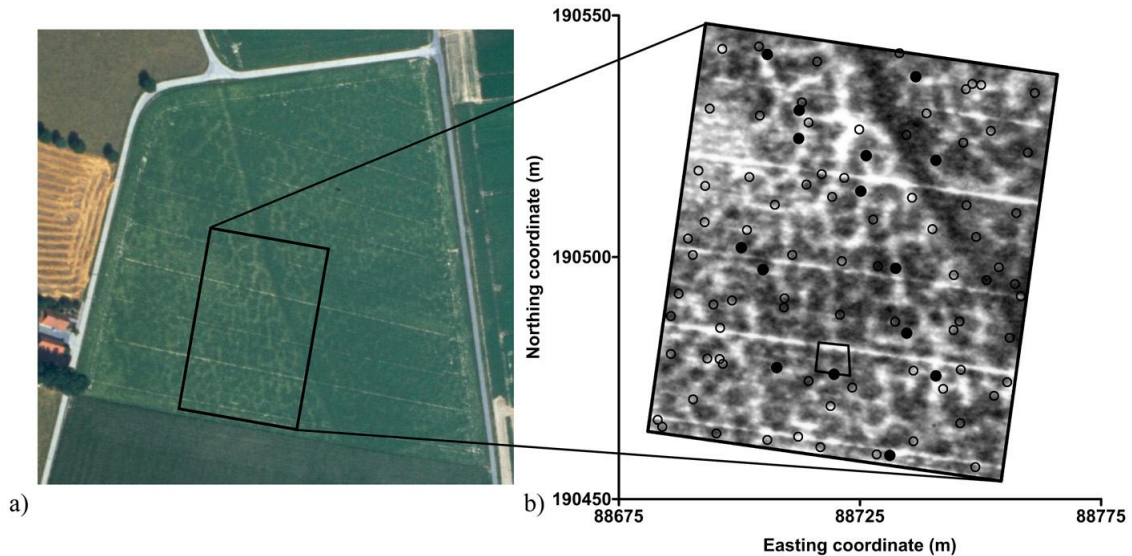 a)
b)
Northing coordinate (m)
190550
190500
190450
88675
88725
88775
Easting coordinate (m)